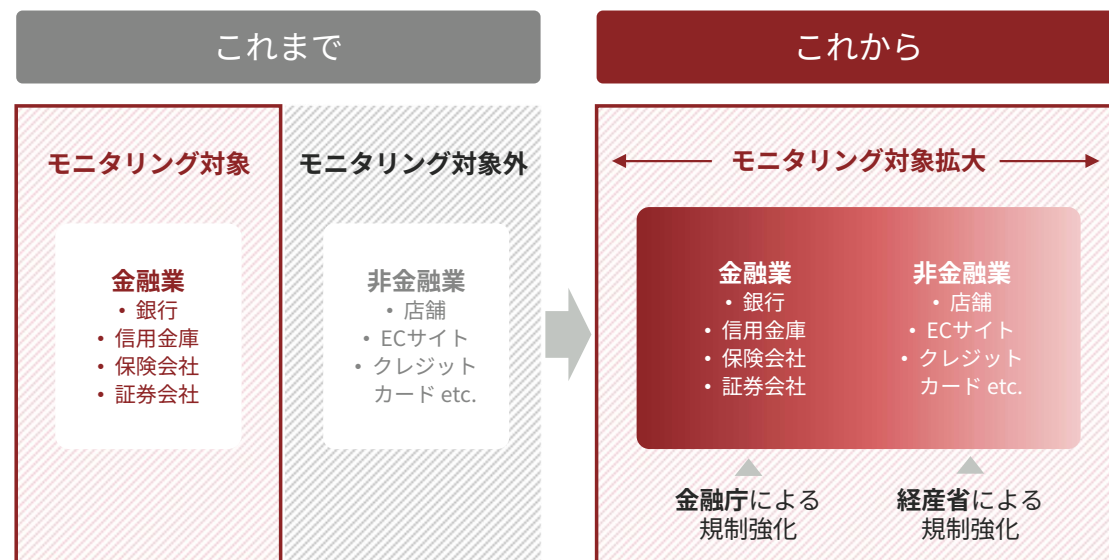 これまで
モニタリング対象
金融業
・銀行
・信用金庫
・保険会社
・証券会社
モニタリング対象外
非金融業
・店舗
・ECサイト
・クレジット
カード etc.
これから
モニタリング対象拡大
金融業
・銀行
・信用金庫
・保険会社
・証券会社
非金融業
・店舗
・ECサイト
・クレジット
カード etc.
金融庁による
規制強化
経産省による
規制強化